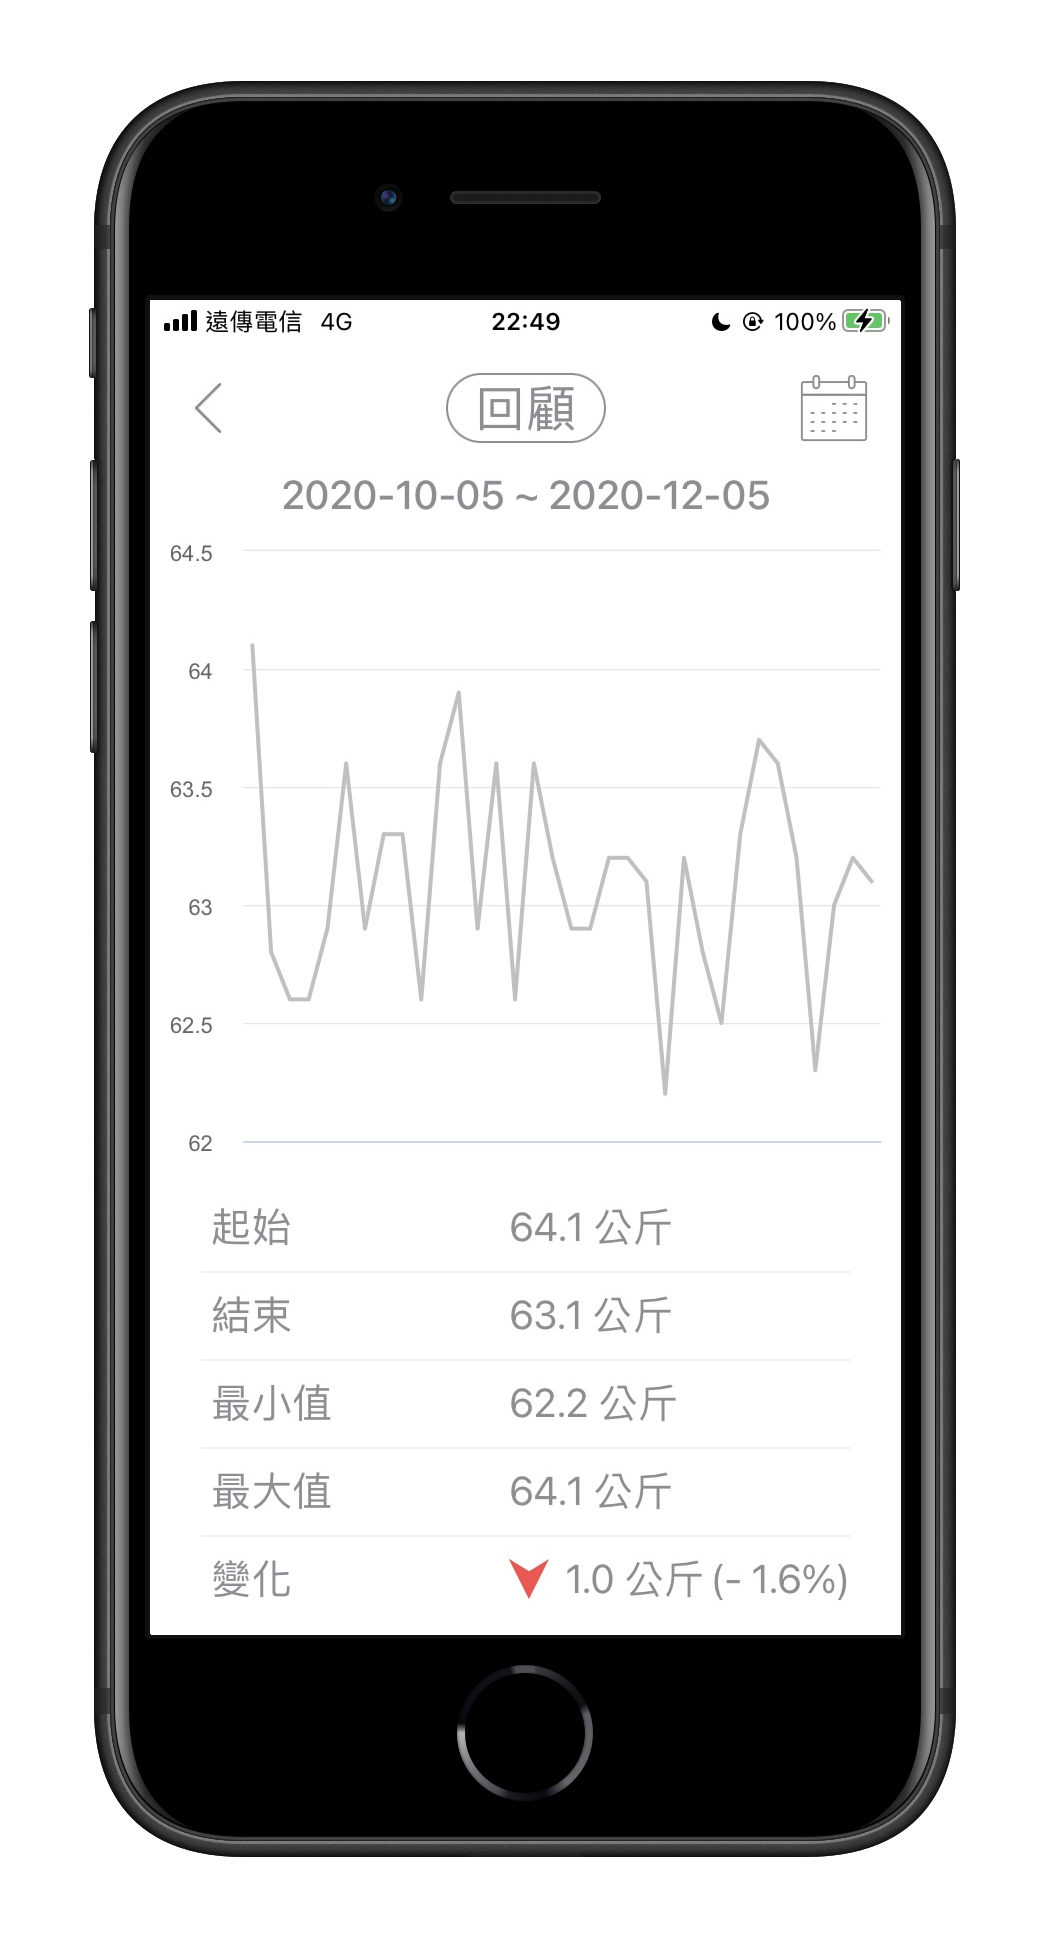 遠傳電信 4G 22:49 100%
回顧
2020-10-05 ~ 2020-12-05
64.5
64
63.5
63
62.5
62
起始 64.1 公斤
結束 63.1 公斤
最小值 62.2 公斤
最大值 64.1 公斤
變化 1.0 公斤 (- 1.6%)